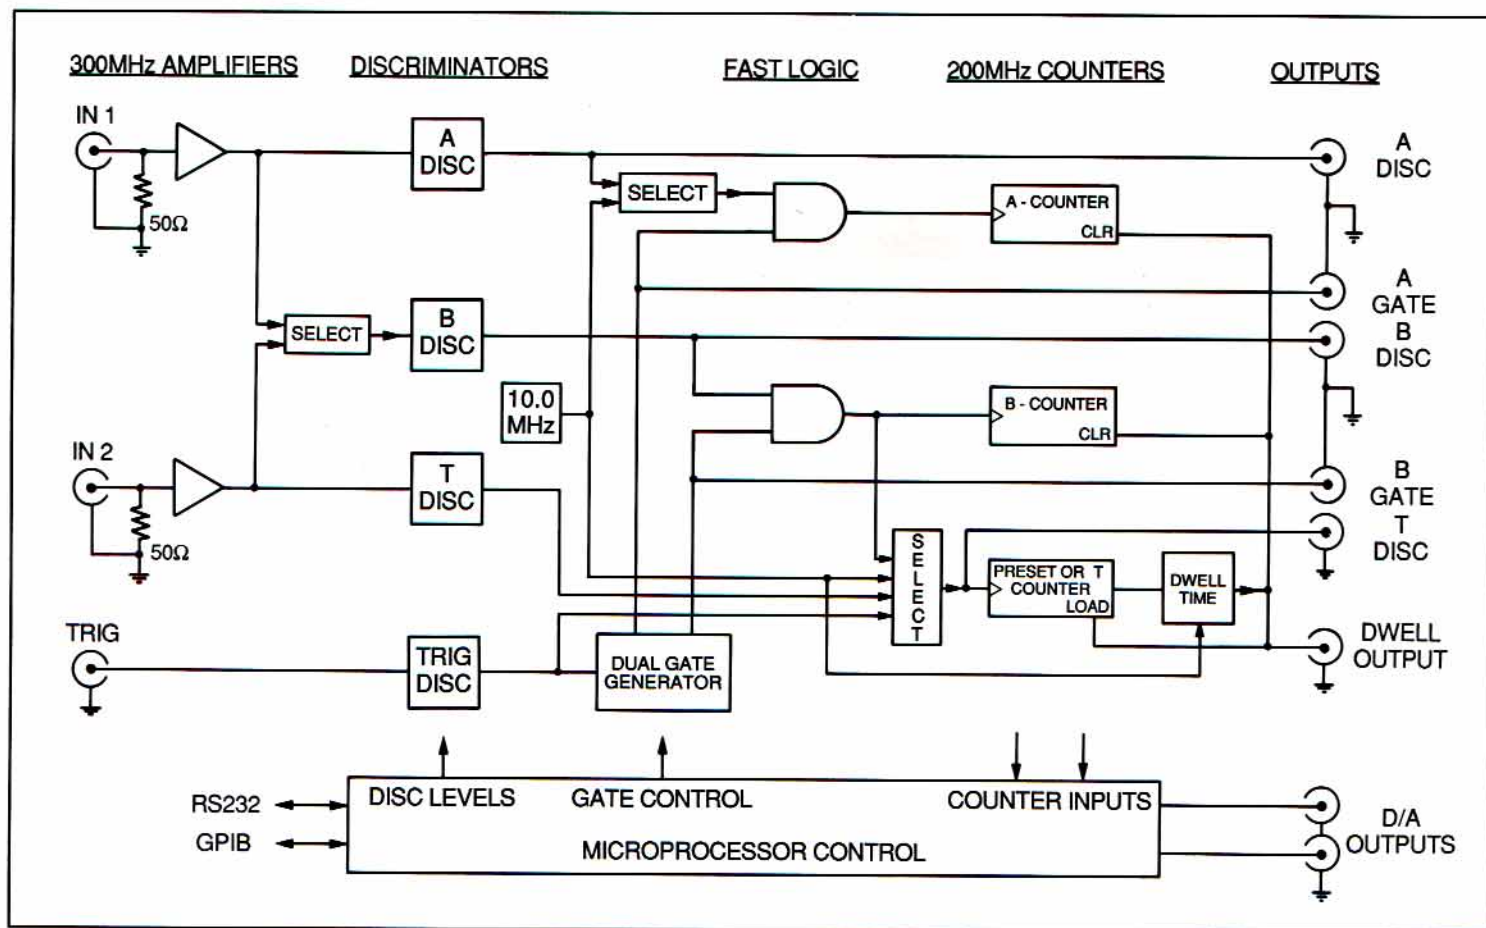 300MHz AMPLIFIERS
DISCRIMINATORS
FAST LOGIC
200MHz COUNTERS
OUTPUTS
IN 1
50Ω
A
DISC
SELECT
A - COUNTER
CLR
A
DISC
A
GATE
SELECT
B
DISC
B
DISC
10.0
MHz
B - COUNTER
CLR
IN 2
50Ω
T
DISC
B
GATE
T
DISC
SELECT
PRESET OR T
COUNTER
LOAD
DWELL
TIME
TRIG
TRIG
DISC
DUAL GATE
GENERATOR
DWELL
OUTPUT
RS232
GPIB
DISC LEVELS
GATE CONTROL
COUNTER INPUTS
MICROPROCESSOR CONTROL
D/A
OUTPUTS